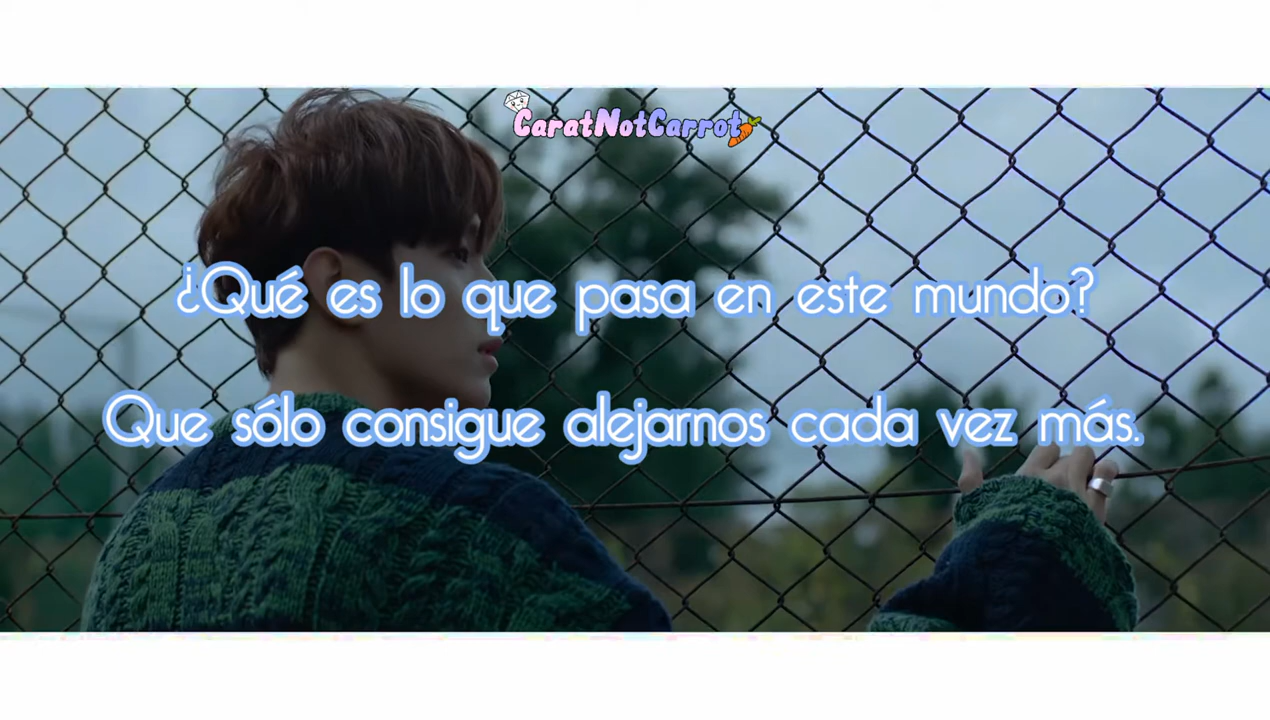 CaratNotCarrot
¿Qué es lo que pasa en este mundo?
Que sólo consigue alejarnos cada vez más.